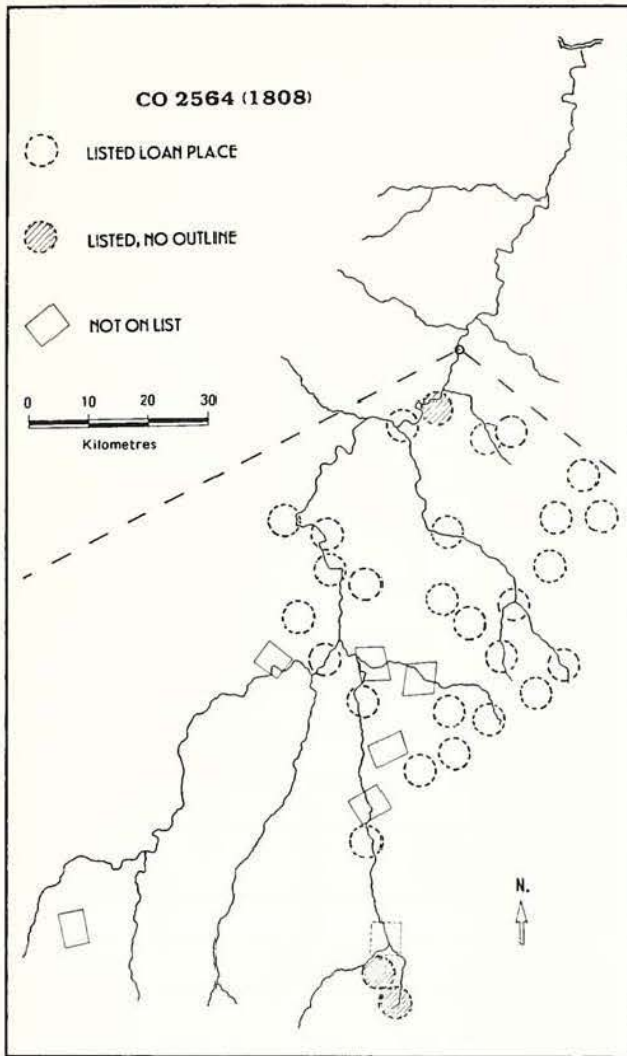 CO 2564 (1808)
LISTED LOAN PLACE
LISTED, NO OUTLINE
NOT ON LIST
0 10 20 30
Kilometres
N.